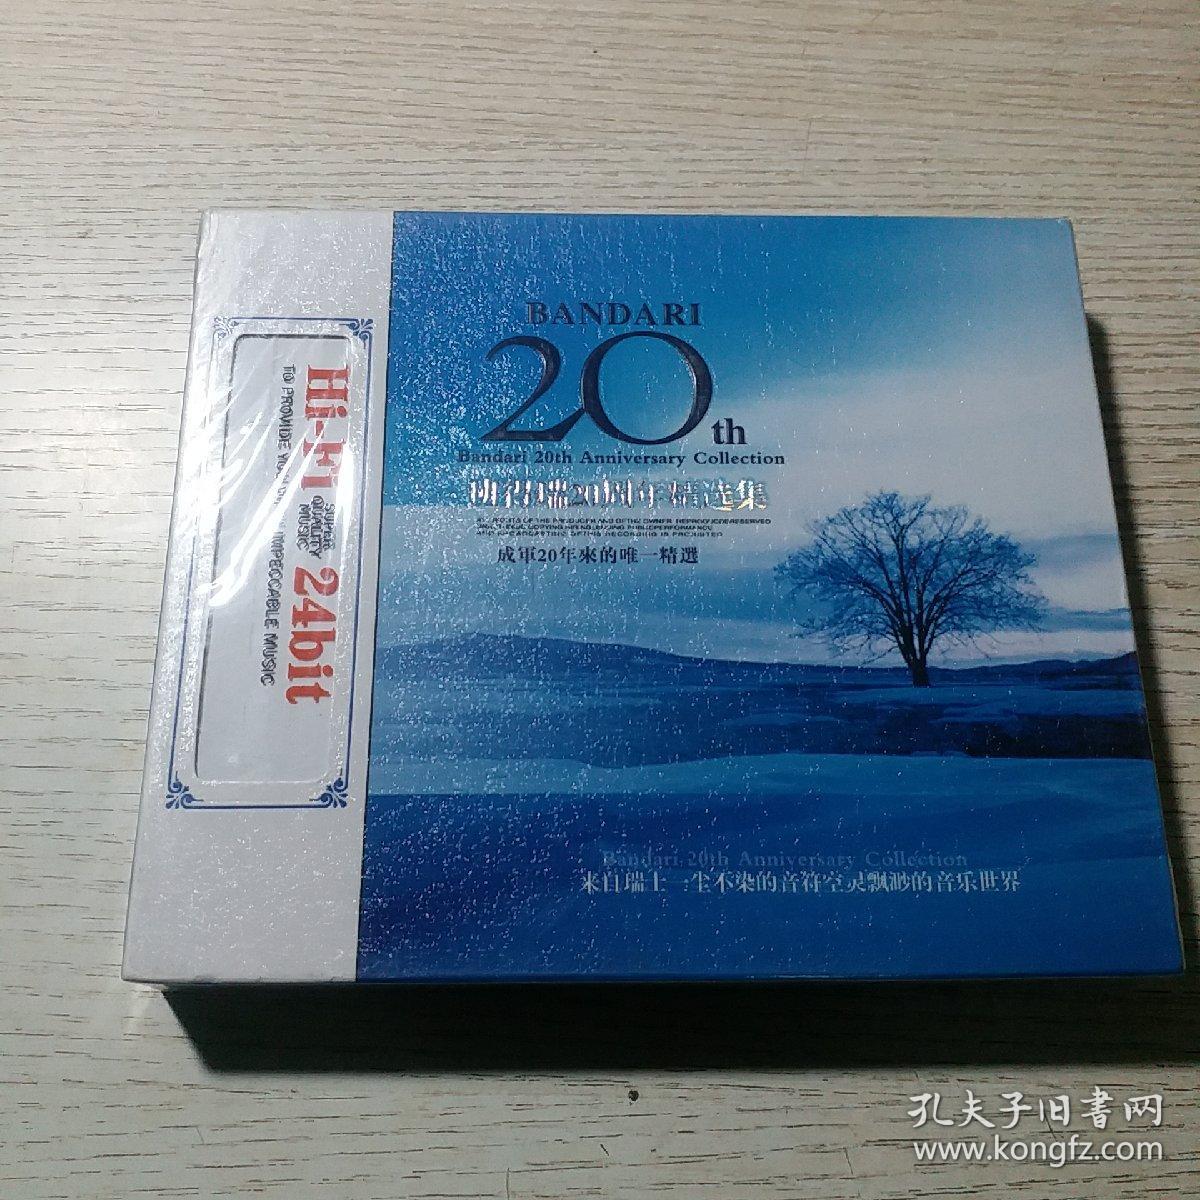 BANDARI
20th
Bandari 20th Anniversary Collection
班得瑞20周年精选集
成軍20年來的唯一精選
Hi-Fi 24bit
SUPER
QUALITY
MUSIC
TO PROVIDE YOU IMPECCABLE MUSIC
Bandari 20th Anniversary Collection
来自瑞士一尘不染的音符空灵飘渺的音乐世界
孔夫子旧書网
www.kongfz.com